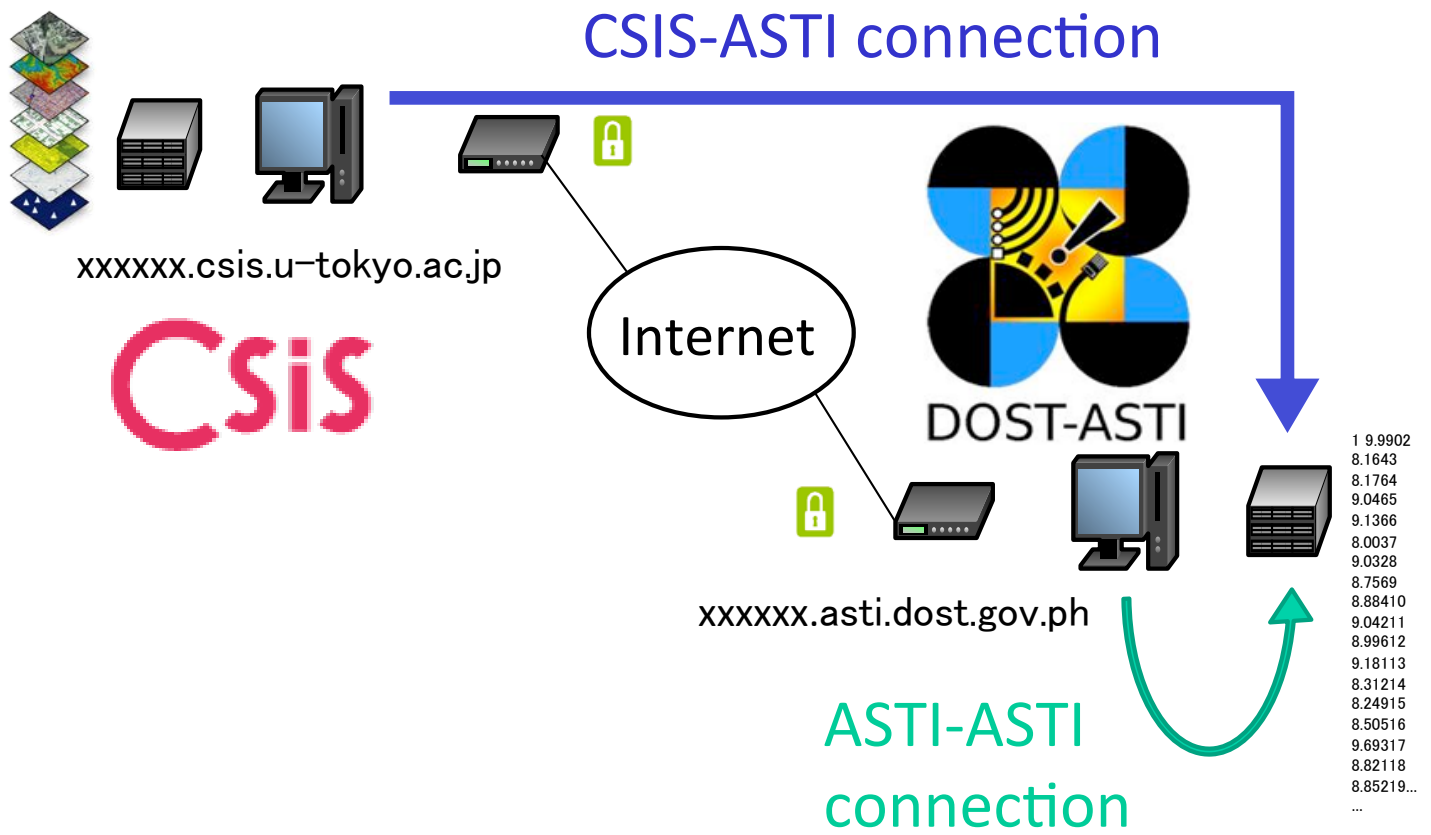 CSIS-ASTI connection
xxxxxx.csis.u-tokyo.ac.jp
CSiS
Internet
DOST-ASTI
xxxxxx.asti.dost.gov.ph
ASTI-ASTI
connection
1 9.9902
8.1643
8.1764
9.0465
9.1366
8.0037
9.0328
8.7569
8.88410
9.04211
8.99612
9.18113
8.31214
8.24915
8.50516
9.69317
8.82118
8.85219...
...